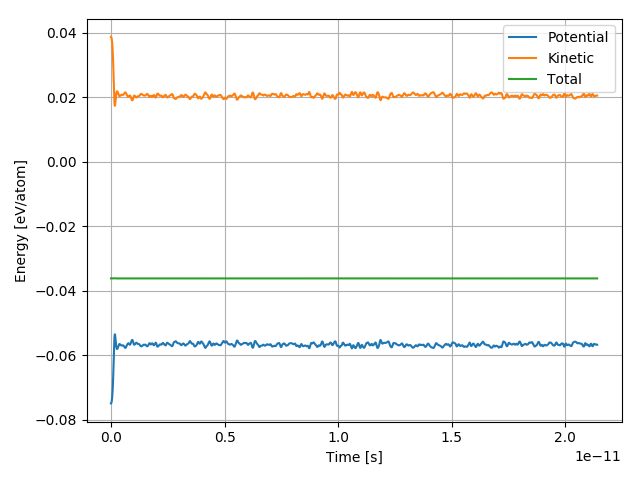 0.04
0.02
0.00
−0.02
−0.04
−0.06
−0.08
Energy [eV/atom]
Potential
Kinetic
Total
0.0 0.5 1.0 1.5 2.0
1e−11
Time [s]